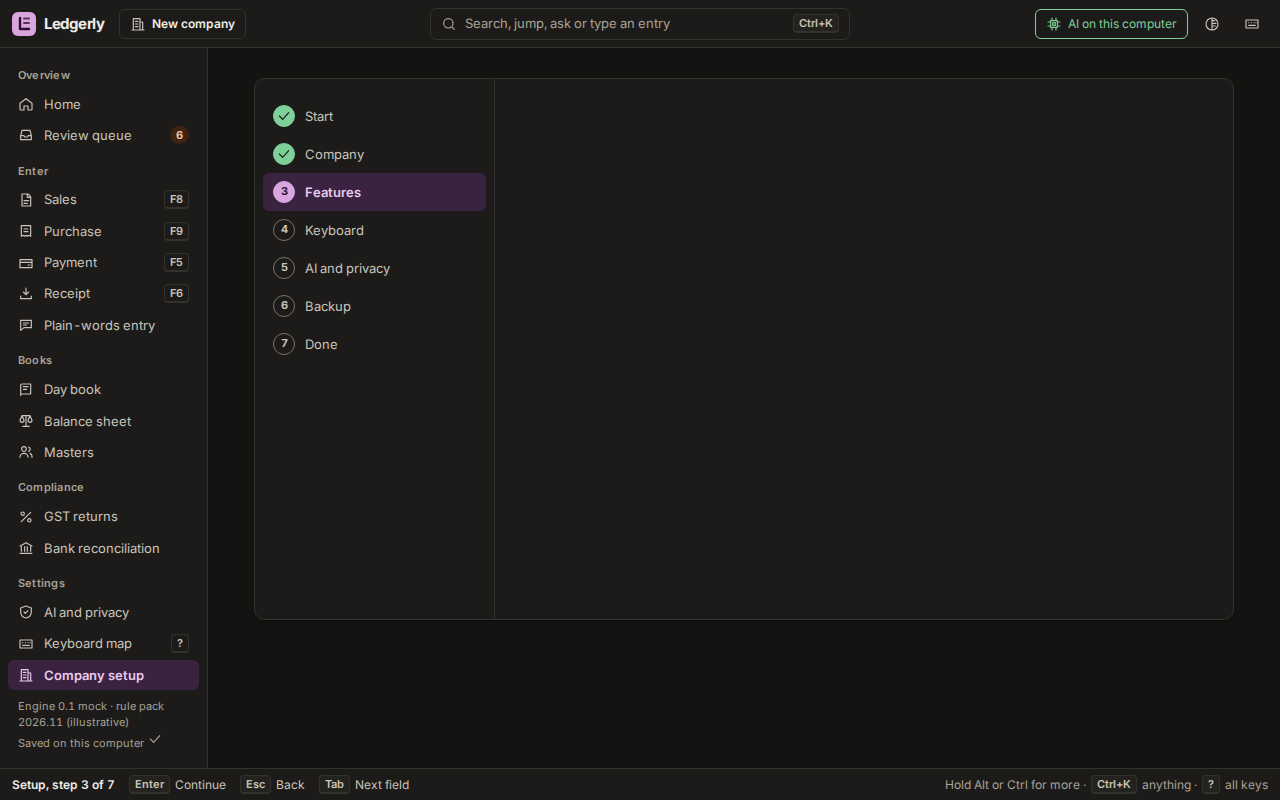 Ledgerly
New company
Search, jump, ask or type an entry
Ctrl+K
AI on this computer
Overview
Home
Review queue
6
Enter
Sales
F8
Purchase
F9
Payment
F5
Receipt
F6
Plain-words entry
Books
Day book
Balance sheet
Masters
Compliance
GST returns
Bank reconciliation
Settings
AI and privacy
Keyboard map
?
Company setup
Engine 0.1 mock · rule pack
2026.11 (illustrative)
Saved on this computer
Start
Company
3 Features
4 Keyboard
5 AI and privacy
6 Backup
7 Done
Setup, step 3 of 7
Enter Continue
Esc Back
Tab Next field
Hold Alt or Ctrl for more · Ctrl+K anything · ? all keys